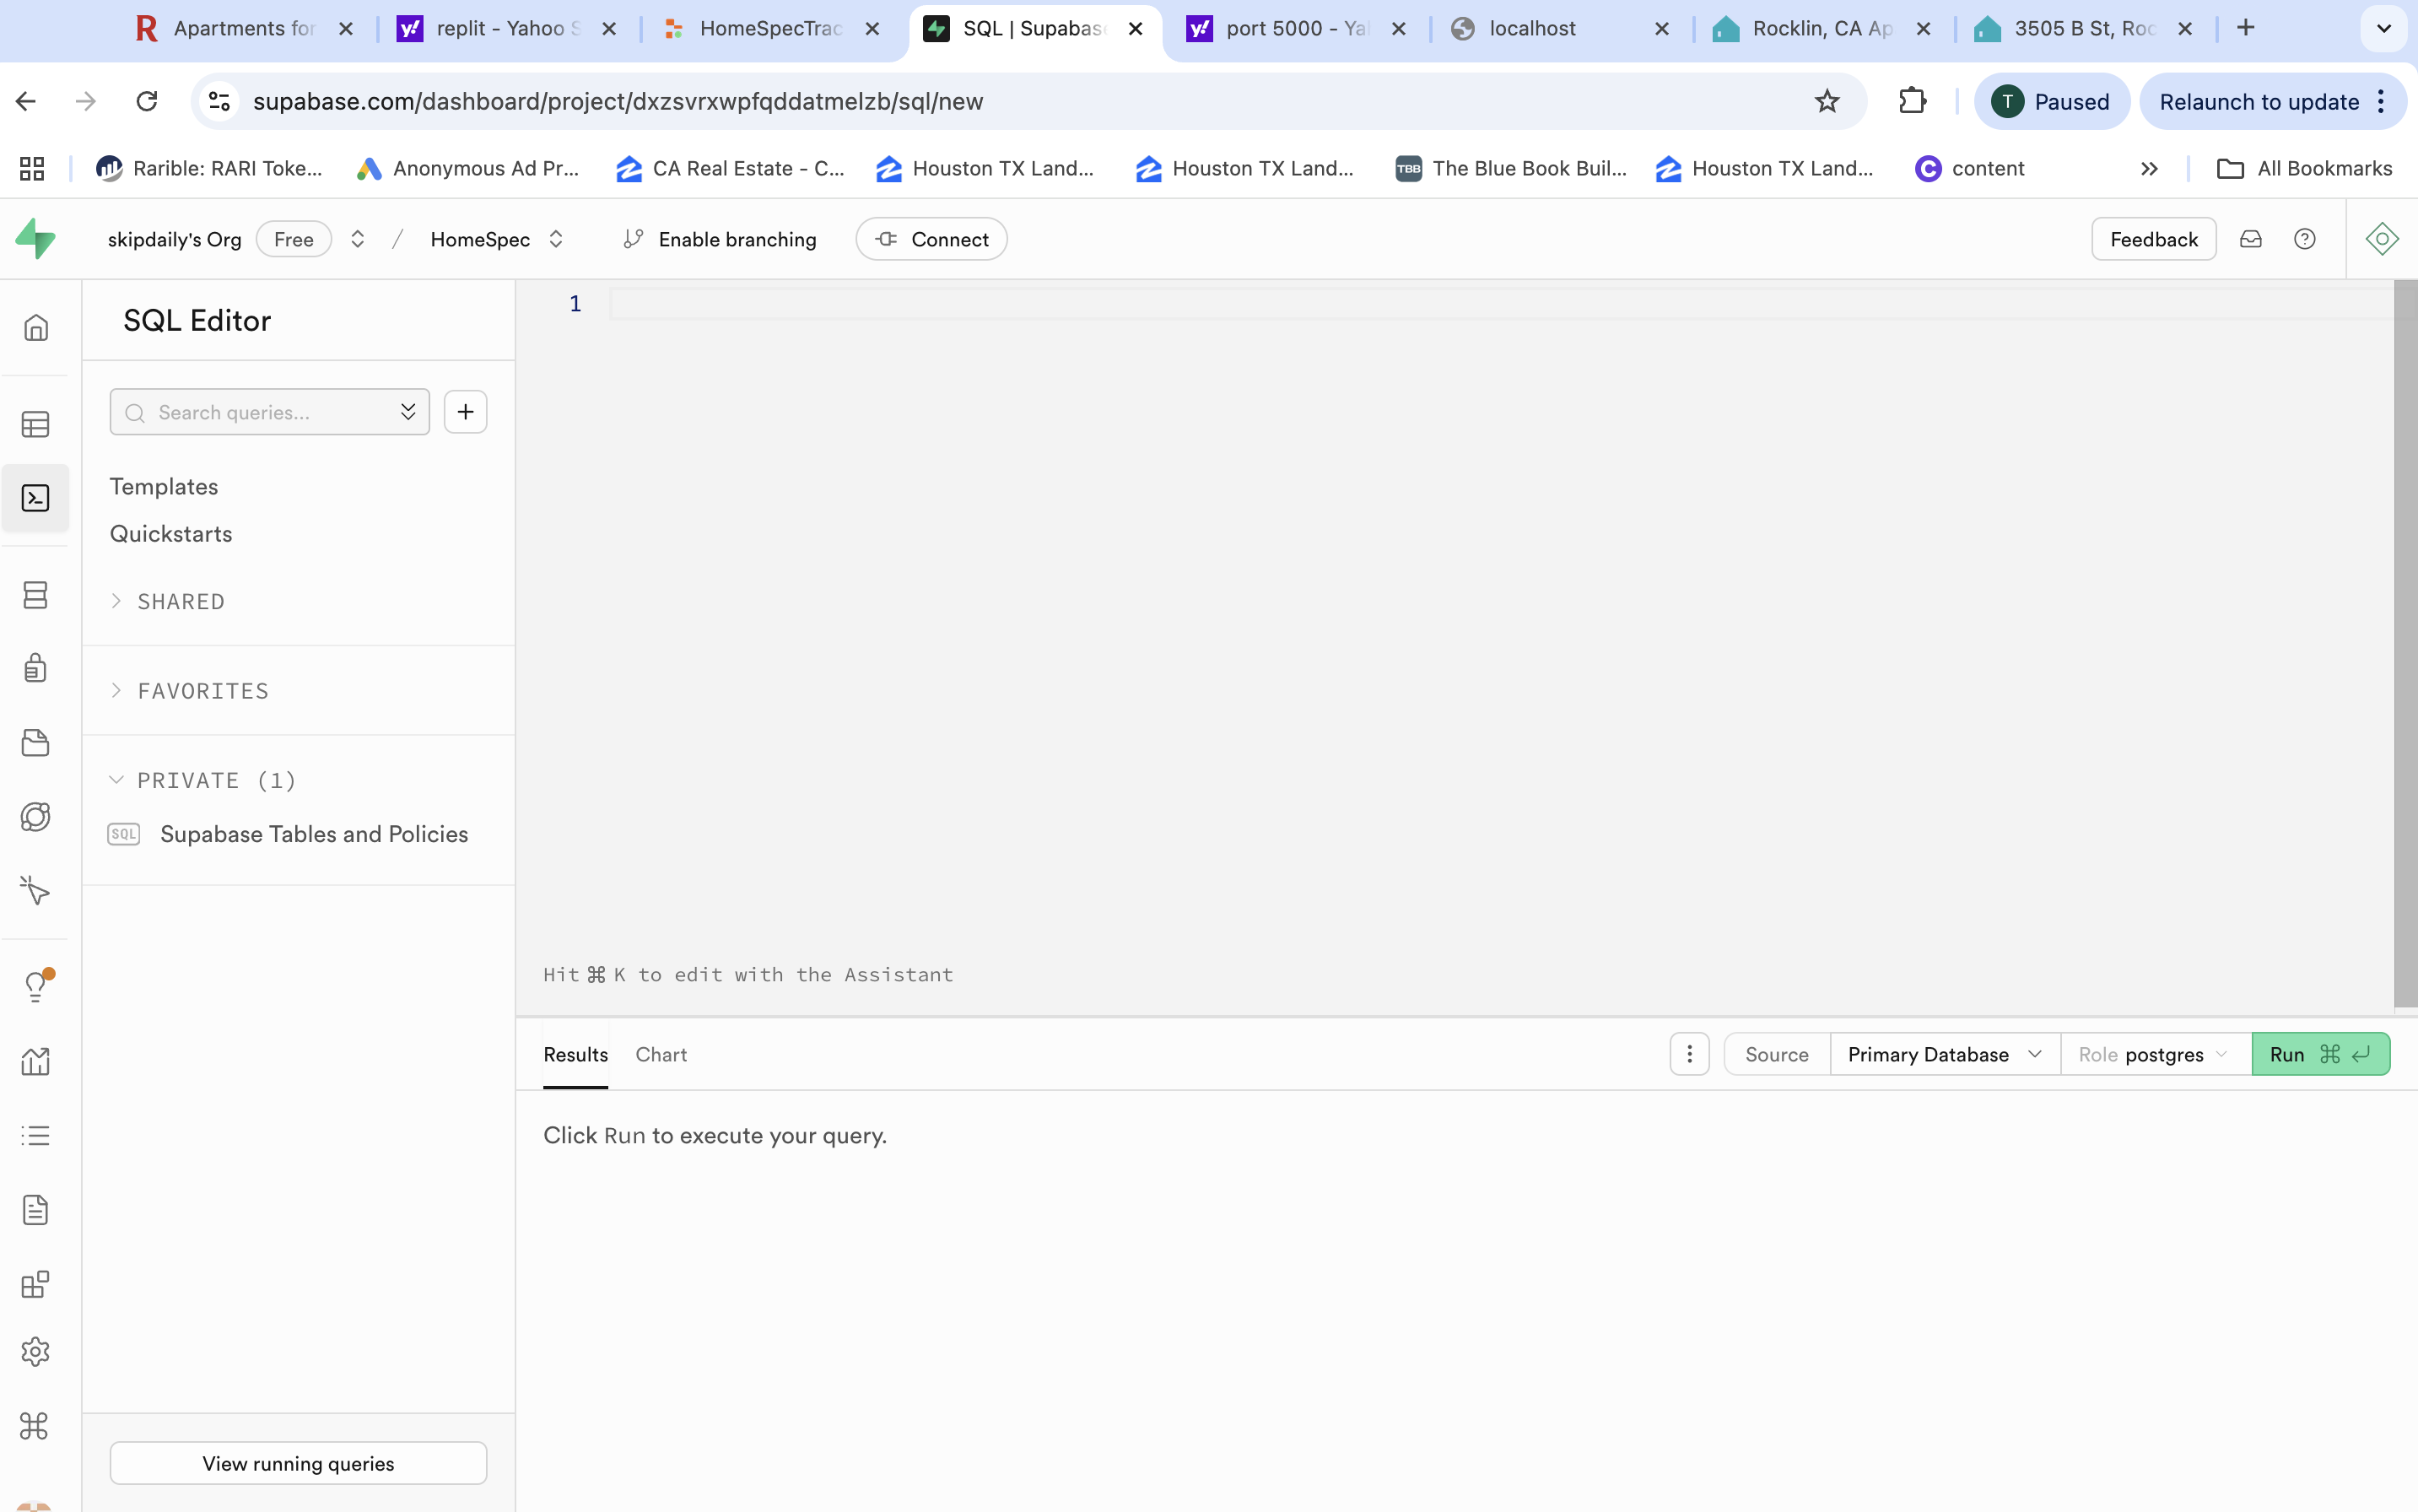 R Apartments for
y! replit - Yahoo S
HomeSpecTrac
SQL | Supabase
y! port 5000 - Ya
localhost
Rocklin, CA Ap
3505 B St, Roc
supabase.com/dashboard/project/dxzsvrxwpfqddatmelzb/sql/new
T Paused
Relaunch to update
Rarible: RARI Toke...
Anonymous Ad Pr...
CA Real Estate - C...
Houston TX Land...
Houston TX Land...
TBB The Blue Book Buil...
Houston TX Land...
C content
All Bookmarks
skipdaily's Org
Free
/
HomeSpec
Enable branching
Connect
Feedback
SQL Editor
Search queries...
Templates
Quickstarts
SHARED
FAVORITES
PRIVATE (1)
SQL Supabase Tables and Policies
View running queries
1
Hit ⌘ K to edit with the Assistant
Results
Chart
Source
Primary Database
Role postgres
Run ⌘ ↵
Click Run to execute your query.